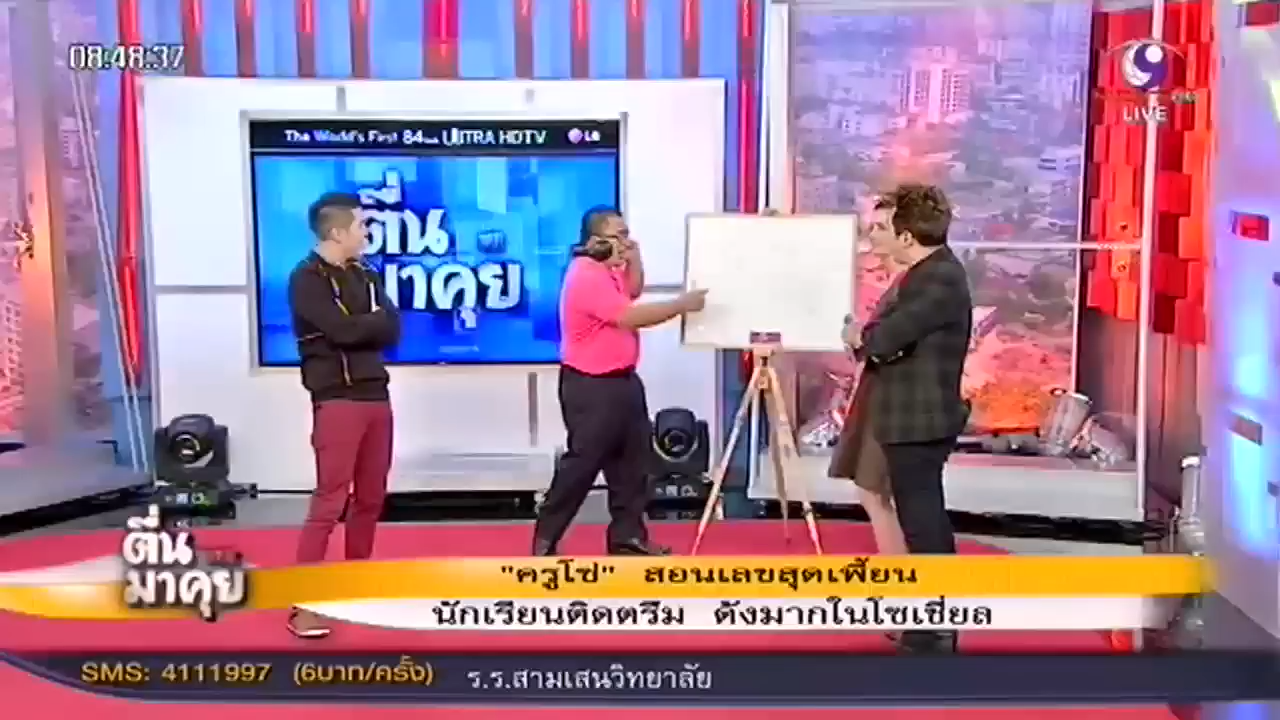 08:48:37
9
LIVE
The World's First 84 ULTRA HDTV LG
ตื่น
มาคุย
ตื่น
มาคุย
"ครูโซ่" สอนเลขสุดเพี้ยน
นักเรียนติดตรึม ดังมากในโซเชี่ยล
SMS: 4111997 (6บาท/ครั้ง) ร.ร.สามเสนวิทยาลัย